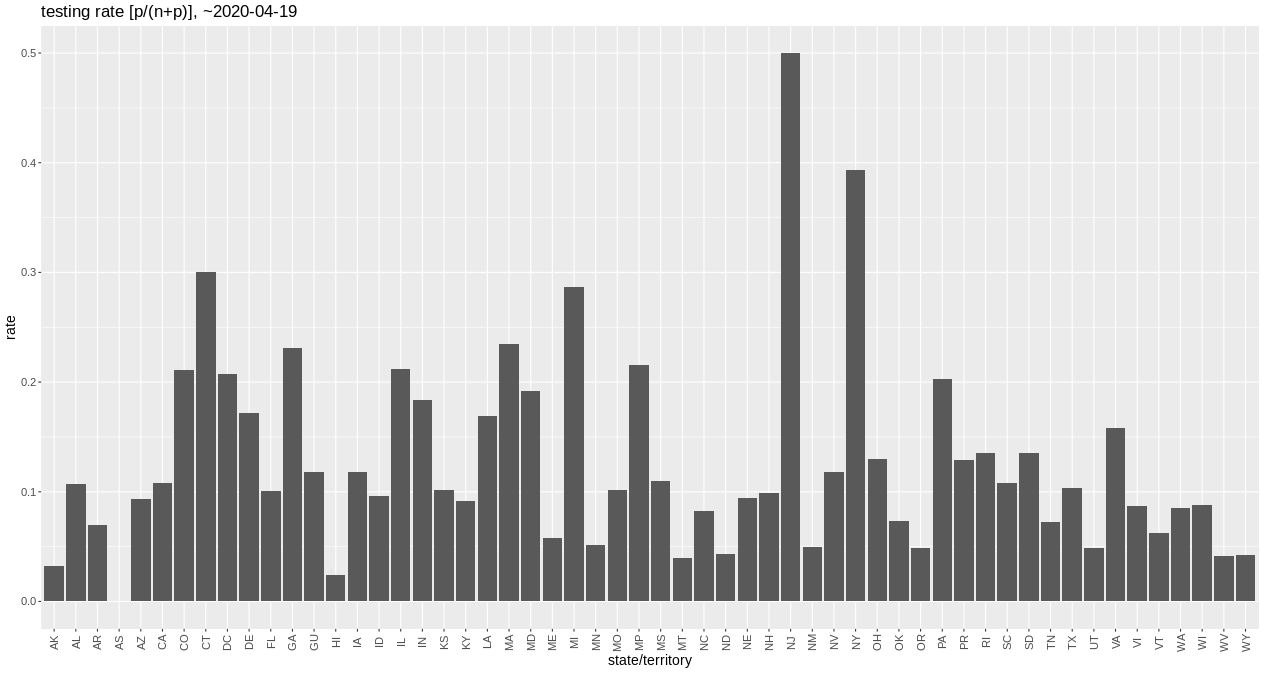 testing rate [p/(n+p)], ~2020-04-19
0.5
0.4
0.3
0.2
0.1
0.0
rate
AK AL AR AS AZ CA CO CT DC DE FL GA GU HI IA ID IL IN KS KY LA MA MD ME MI MN MO MP MS MT NC ND NE NH NJ NM NV NY OH OK OR PA PR RI SC SD TN TX UT VA VI VT WA WI WV WY
state/territory